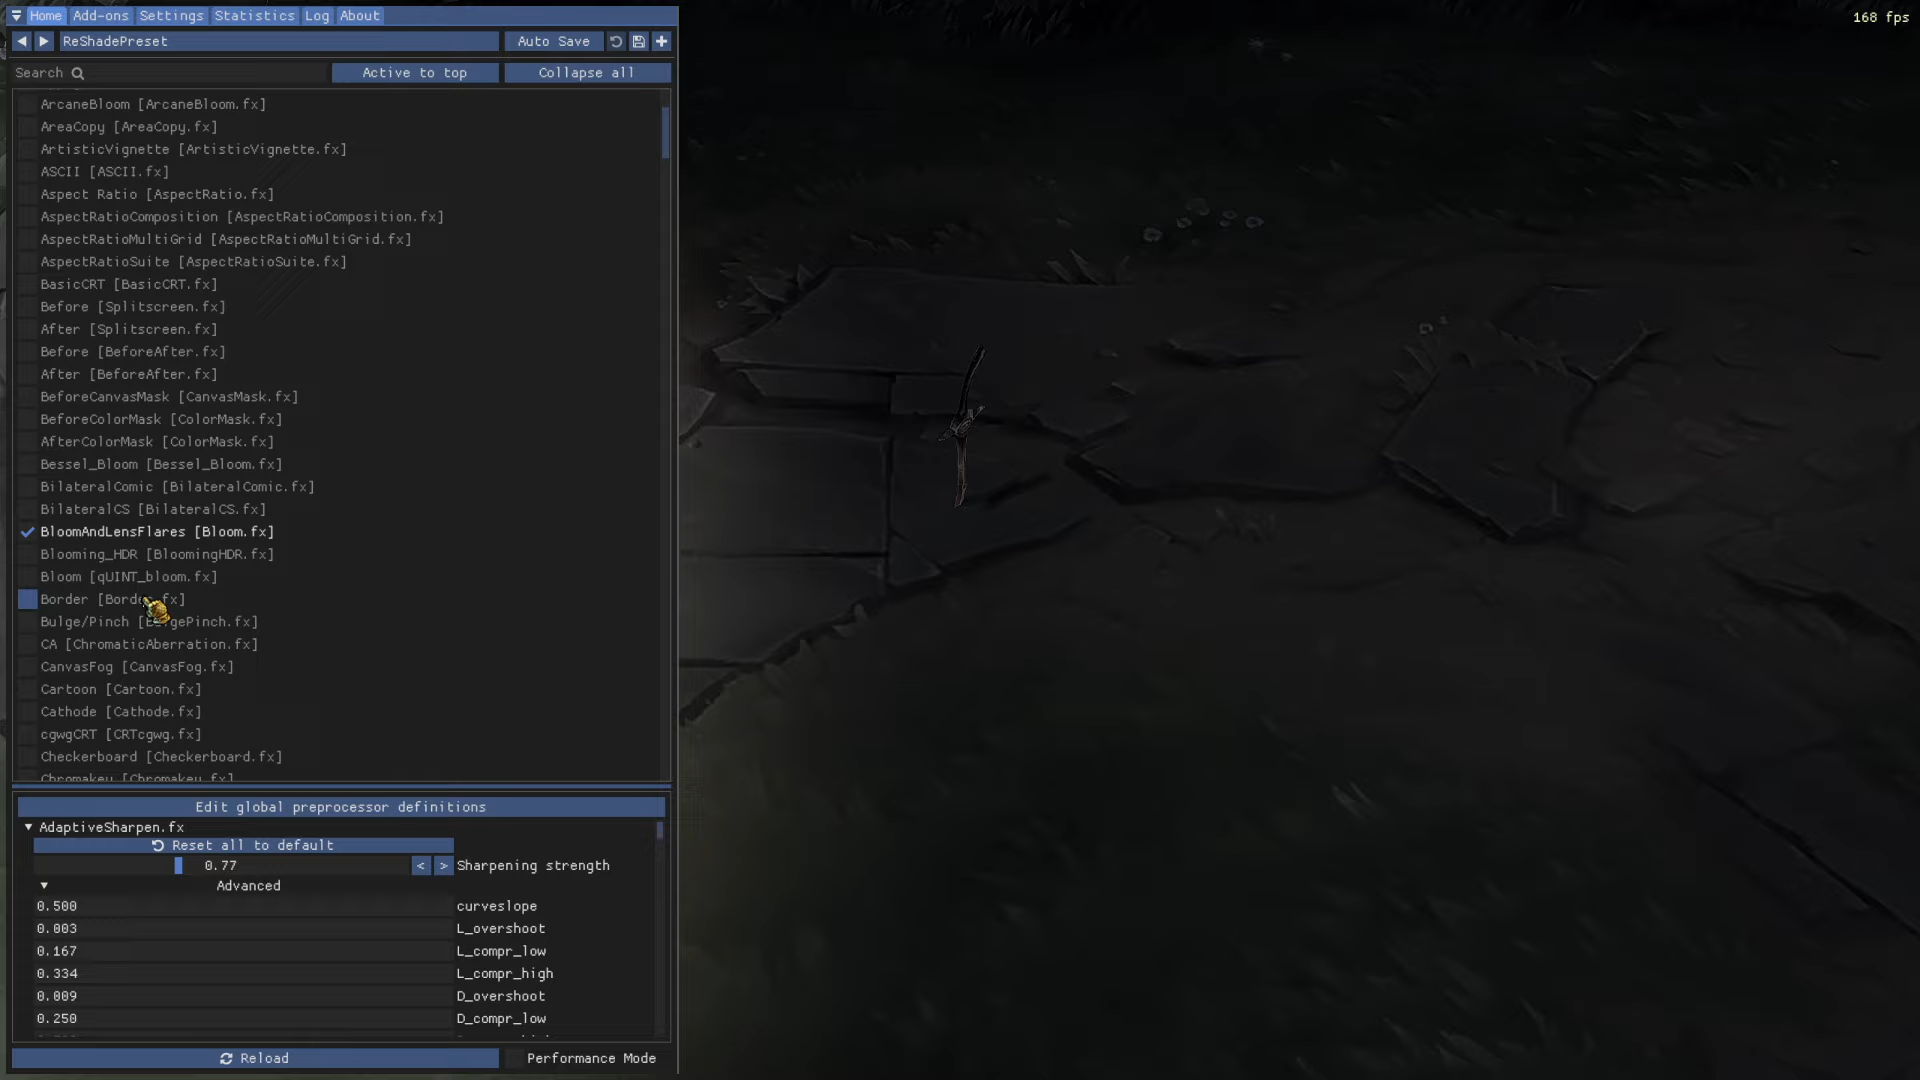 Home Add-ons Settings Statistics Log About
168 fps
ReShadePreset Auto Save
Search Active to top Collapse all
ArcaneBloom [ArcaneBloom.fx]
AreaCopy [AreaCopy.fx]
ArtisticVignette [ArtisticVignette.fx]
ASCII [ASCII.fx]
Aspect Ratio [AspectRatio.fx]
AspectRatioComposition [AspectRatioComposition.fx]
AspectRatioMultiGrid [AspectRatioMultiGrid.fx]
AspectRatioSuite [AspectRatioSuite.fx]
BasicCRT [BasicCRT.fx]
Before [Splitscreen.fx]
After [Splitscreen.fx]
Before [BeforeAfter.fx]
After [BeforeAfter.fx]
BeforeCanvasMask [CanvasMask.fx]
BeforeColorMask [ColorMask.fx]
AfterColorMask [ColorMask.fx]
Bessel_Bloom [Bessel_Bloom.fx]
BilateralComic [BilateralComic.fx]
BilateralCS [BilateralCS.fx]
BloomAndLensFlares [Bloom.fx]
Blooming_HDR [BloomingHDR.fx]
Bloom [qUINT_bloom.fx]
Border [Border.fx]
Bulge/Pinch [BulgePinch.fx]
CA [ChromaticAberration.fx]
CanvasFog [CanvasFog.fx]
Cartoon [Cartoon.fx]
Cathode [Cathode.fx]
cgwgCRT [CRTcgwg.fx]
Checkerboard [Checkerboard.fx]
Chromakey [Chromakey.fx]
Edit global preprocessor definitions
AdaptiveSharpen.fx
Reset all to default
0.77 < > Sharpening strength
Advanced
0.500 curveslope
0.003 L_overshoot
0.167 L_compr_low
0.334 L_compr_high
0.009 D_overshoot
0.250 D_compr_low
Reload Performance Mode